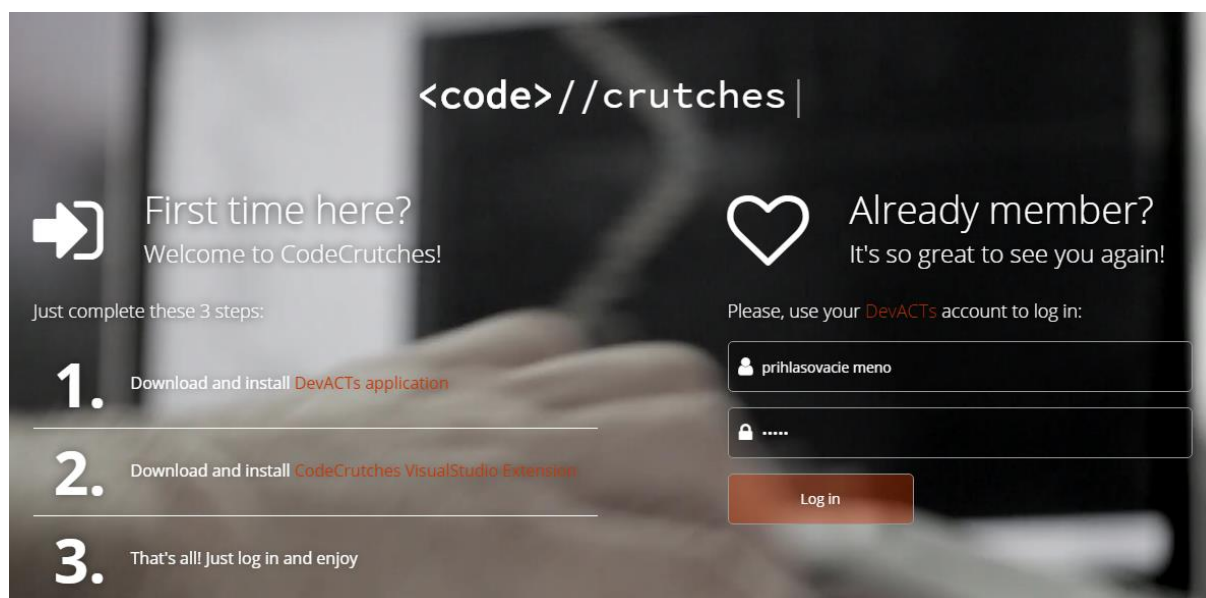 <code>//crutches|
First time here?
Welcome to CodeCrutches!
Just complete these 3 steps:
1. Download and install DevACTs application
2. Download and install CodeCrutches VisualStudio Extension
3. That's all! Just log in and enjoy
Already member?
It's so great to see you again!
Please, use your DevACTs account to log in:
prihlasovacie meno
•••••
Log in